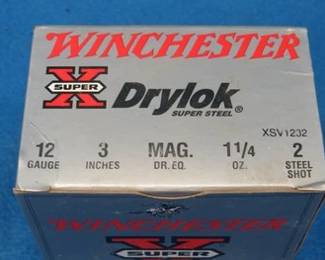 WINCHESTER
SUPER X Drylok®
SUPER STEEL
XSV1232
12 3 MAG. 1 1/4 2
GAUGE INCHES DR. EQ. OZ. STEEL SHOT
WINCHESTER
SUPER X